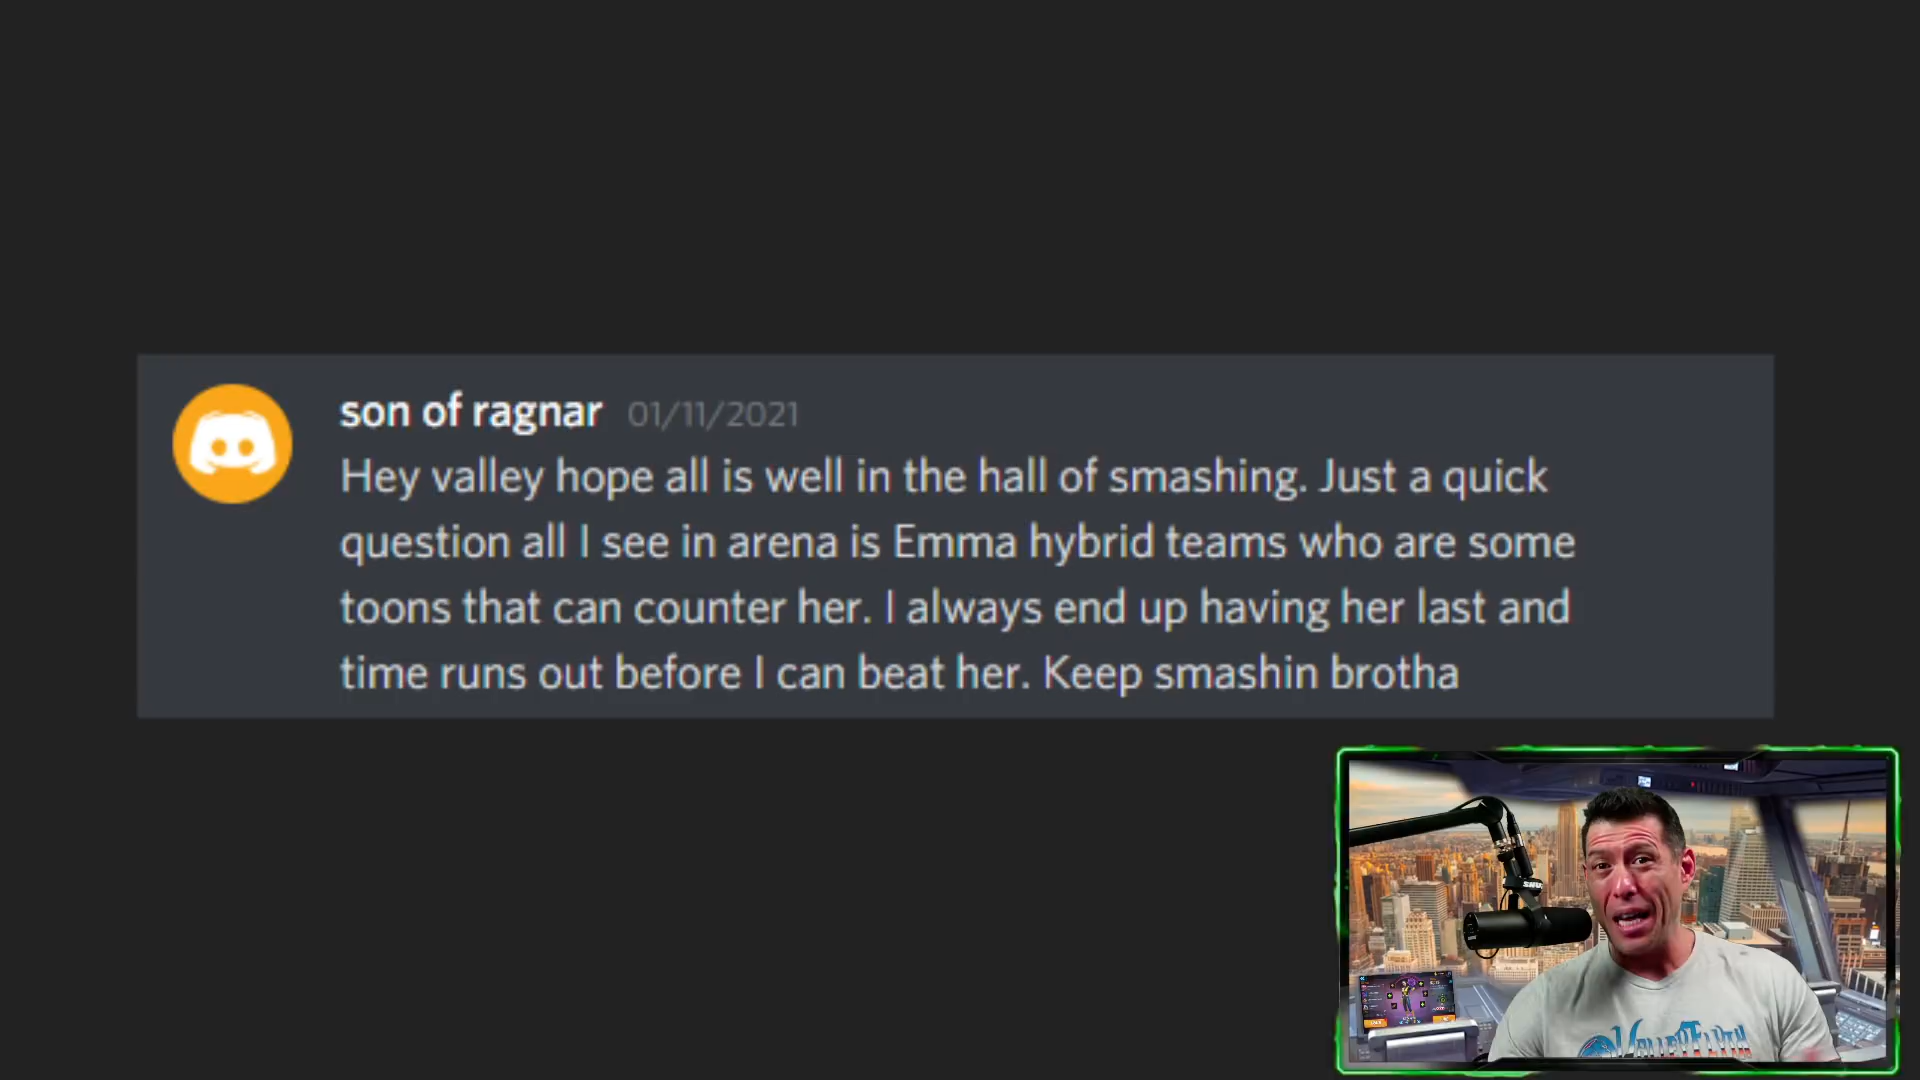 son of ragnar 01/11/2021
Hey valley hope all is well in the hall of smashing. Just a quick
question all I see in arena is Emma hybrid teams who are some
toons that can counter her. I always end up having her last and
time runs out before I can beat her. Keep smashin brotha